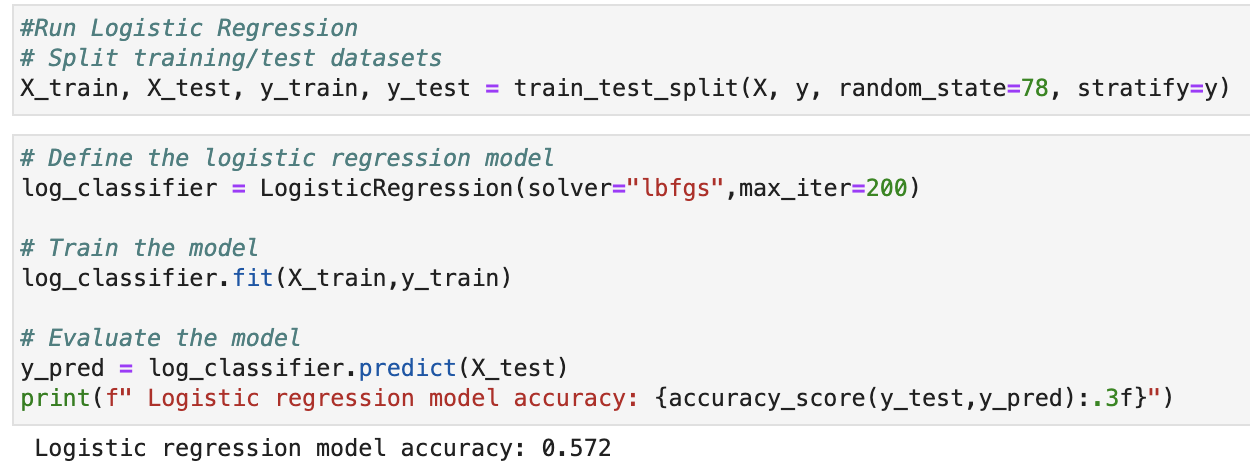 #Run Logistic Regression
# Split training/test datasets
X_train, X_test, y_train, y_test = train_test_split(X, y, random_state=78, stratify=y)
# Define the logistic regression model
log_classifier = LogisticRegression(solver="lbfgs",max_iter=200)
# Train the model
log_classifier.fit(X_train,y_train)
# Evaluate the model
y_pred = log_classifier.predict(X_test)
print(f" Logistic regression model accuracy: {accuracy_score(y_test,y_pred):.3f}")
Logistic regression model accuracy: 0.572